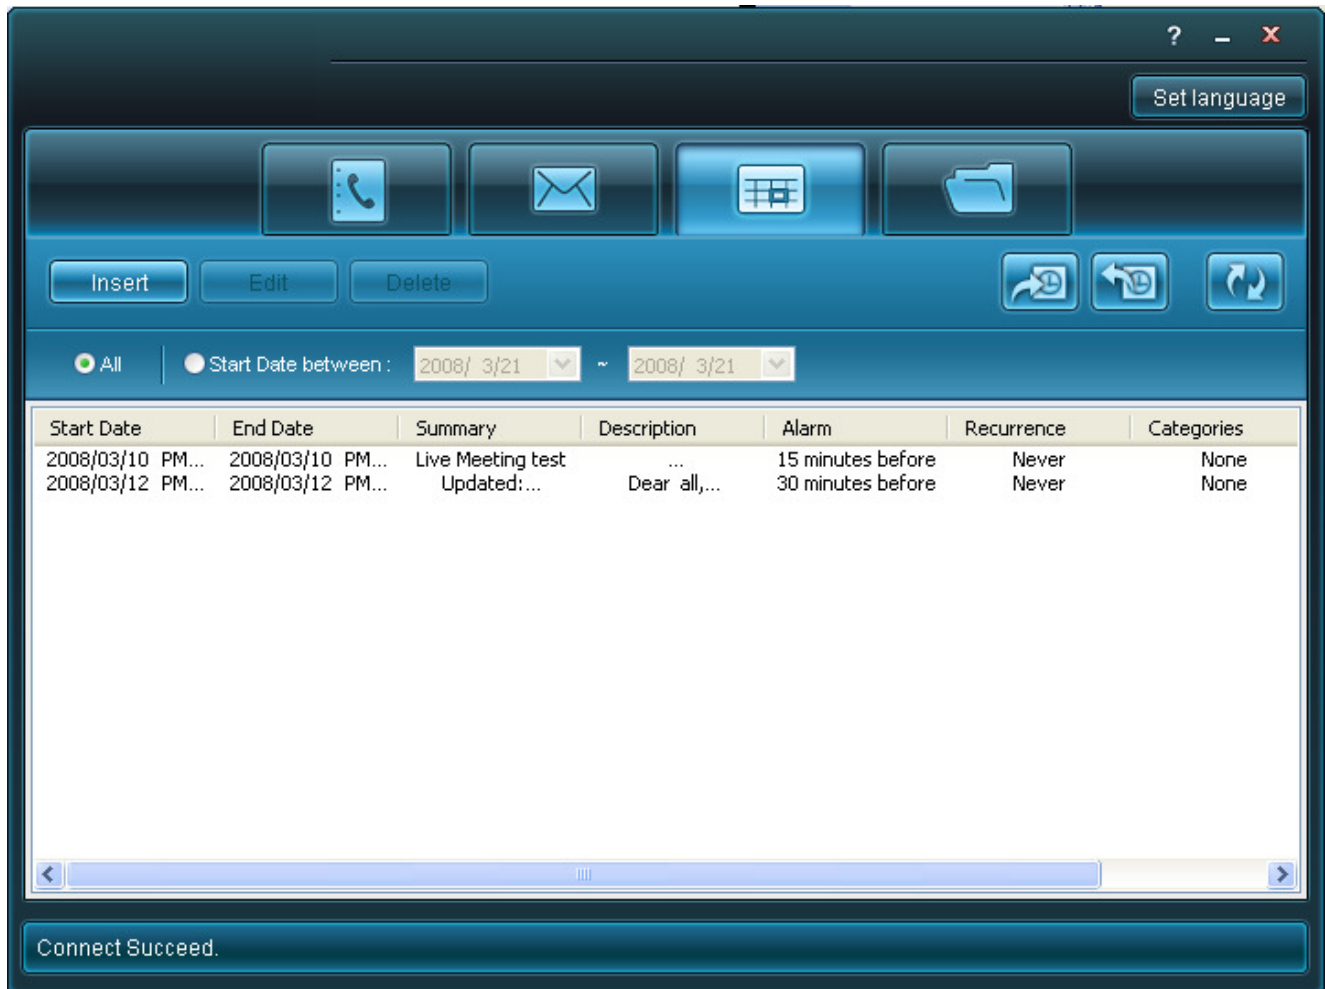 ?
Set language
Insert Edit Delete
All Start Date between : 2008/ 3/21 ~ 2008/ 3/21
Start Date End Date Summary Description Alarm Recurrence Categories
2008/03/10 PM... 2008/03/10 PM... Live Meeting test ... 15 minutes before Never None
2008/03/12 PM... 2008/03/12 PM... Updated:... Dear all,... 30 minutes before Never None
Connect Succeed.